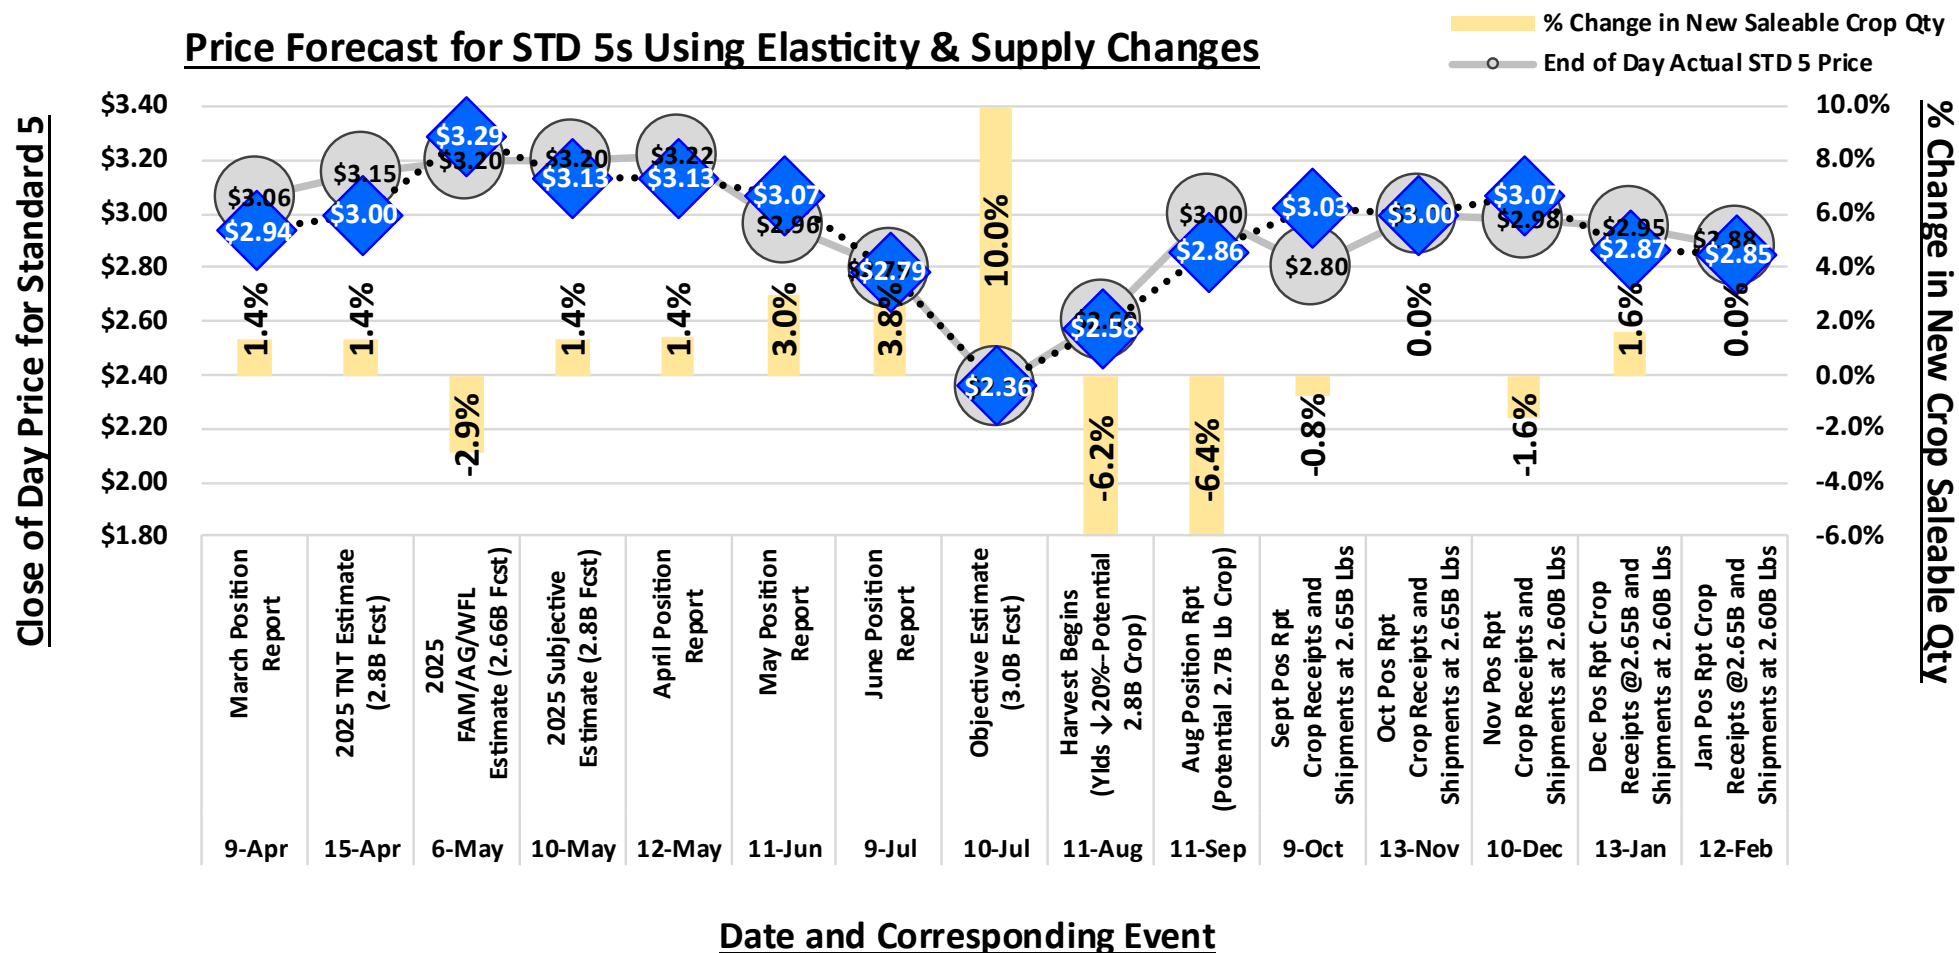 % Change in New Saleable Crop Qty
Price Forecast for STD 5s Using Elasticity & Supply Changes
End of Day Actual STD 5 Price
Close of Day Price for Standard 5
$3.40
$3.20
$3.00
$2.80
$2.60
$2.40
$2.20
$2.00
$1.80
10.0%
8.0%
6.0%
4.0%
2.0%
0.0%
-2.0%
-4.0%
-6.0%
% Change in New Crop Saleable Qty
$3.06
$2.94
1.4%
$3.15
$3.00
1.4%
$3.29
$3.20
-2.9%
$3.20
$3.13
1.4%
$3.22
$3.13
1.4%
$3.07
$2.96
3.0%
$2.79
3.8%
10.0%
$2.36
$2.58
-6.2%
$3.00
$2.86
-6.4%
$3.03
$2.80
-0.8%
$3.00
0.0%
$3.07
$2.98
-1.6%
$2.95
$2.87
1.6%
$2.88
$2.85
0.0%
March Position
Report
2025 TNT Estimate
(2.8B Fcst)
2025
FAM/AG/WFL
Estimate (2.66B Fcst)
2025 Subjective
Estimate (2.8B Fcst)
April Position
Report
May Position
Report
June Position
Report
Objective Estimate
(3.0B Fcst)
Harvest Begins
(Ylds ↓20%--Potential
2.8B Crop)
Aug Position Rpt
(Potential 2.7B Lb Crop)
Sept Pos Rpt
Crop Receipts and
Shipments at 2.65B Lbs
Oct Pos Rpt
Crop Receipts and
Shipments at 2.65B Lbs
Nov Pos Rpt
Crop Receipts and
Shipments at 2.60B Lbs
Dec Pos Rpt Crop
Receipts @2.65B and
Shipments at 2.60B Lbs
Jan Pos Rpt Crop
Receipts @2.65B and
Shipments at 2.60B Lbs
9-Apr
15-Apr
6-May
10-May
12-May
11-Jun
9-Jul
10-Jul
11-Aug
11-Sep
9-Oct
13-Nov
10-Dec
13-Jan
12-Feb
Date and Corresponding Event